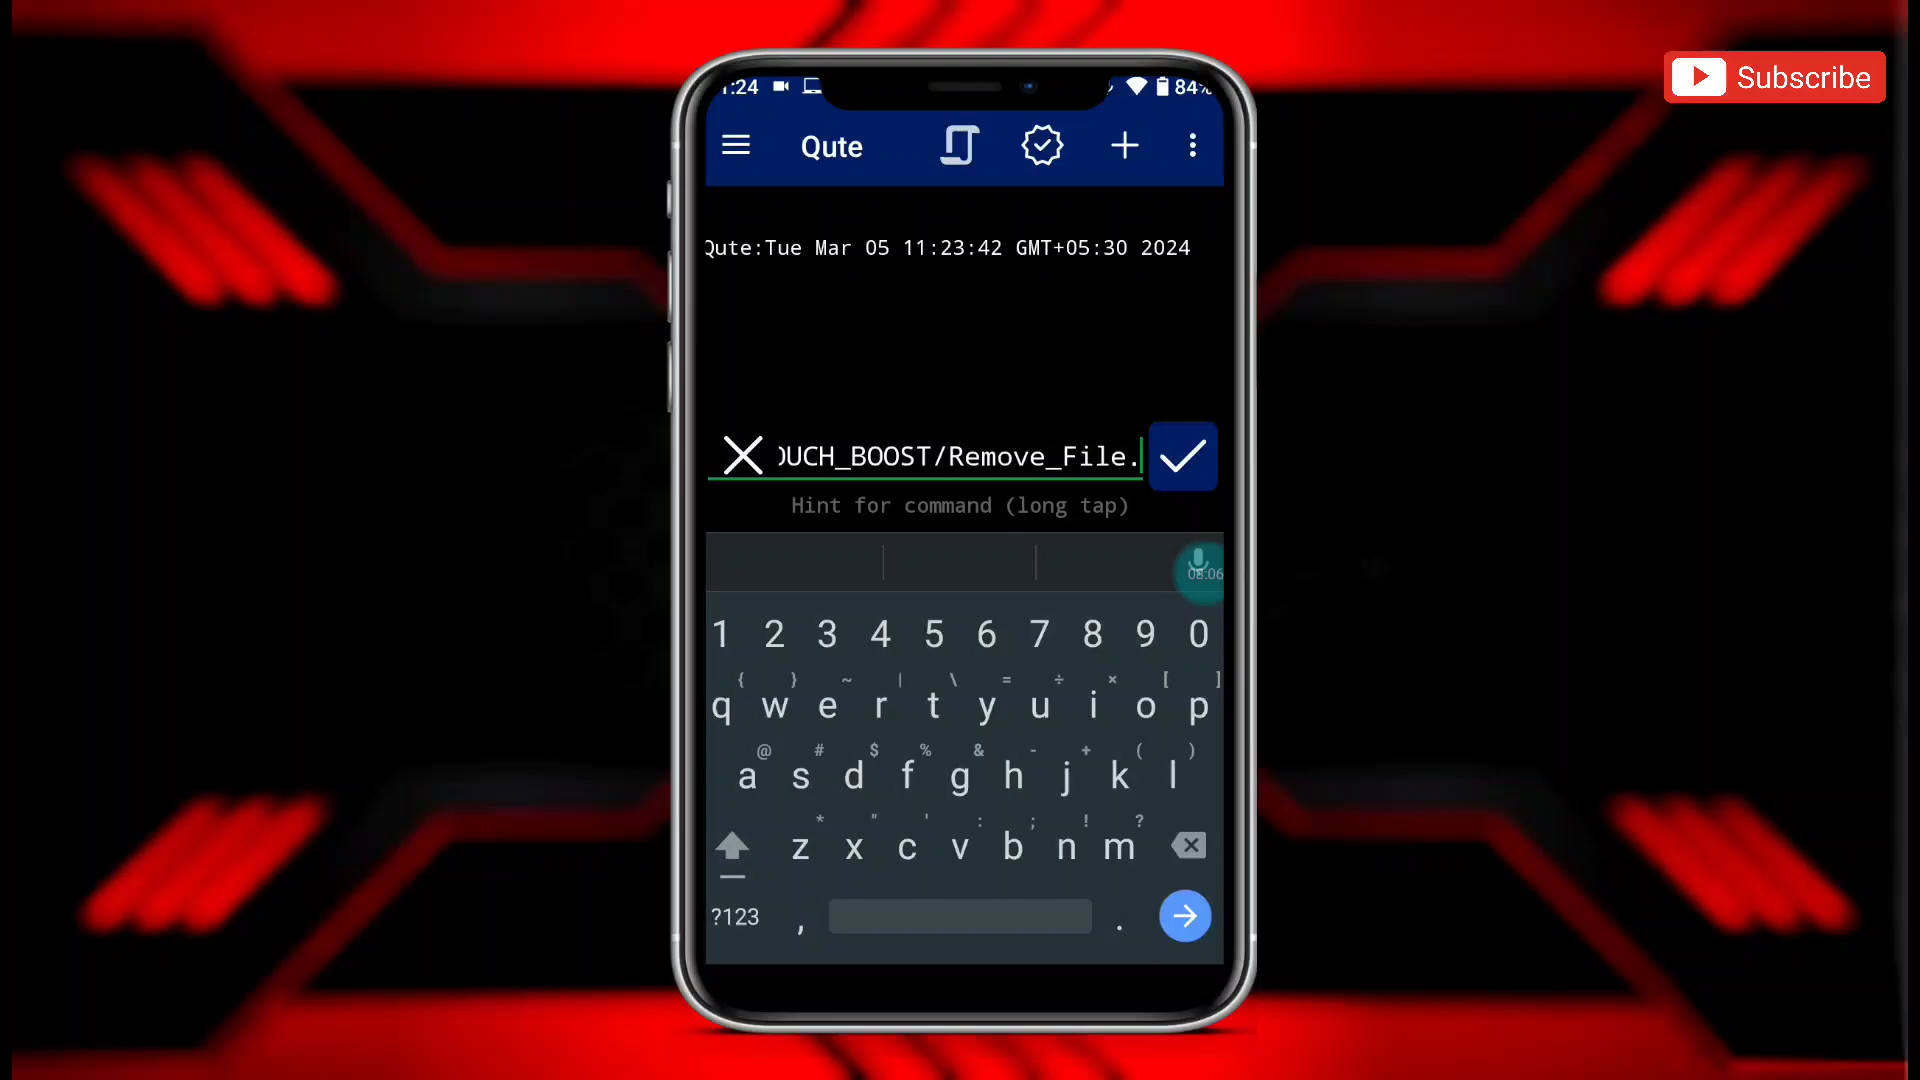 Subscribe
:24 84%
Qute
Qute:Tue Mar 05 11:23:42 GMT+05:30 2024
OUCH_BOOST/Remove_File.
Hint for command (long tap)
08:06
1 2 3 4 5 6 7 8 9 0
{ } ~ | \ = ÷ × [ ]
q w e r t y u i o p
@ # $ % & - + ( )
a s d f g h j k l
* " ' : ; ! ?
z x c v b n m
?123 , .